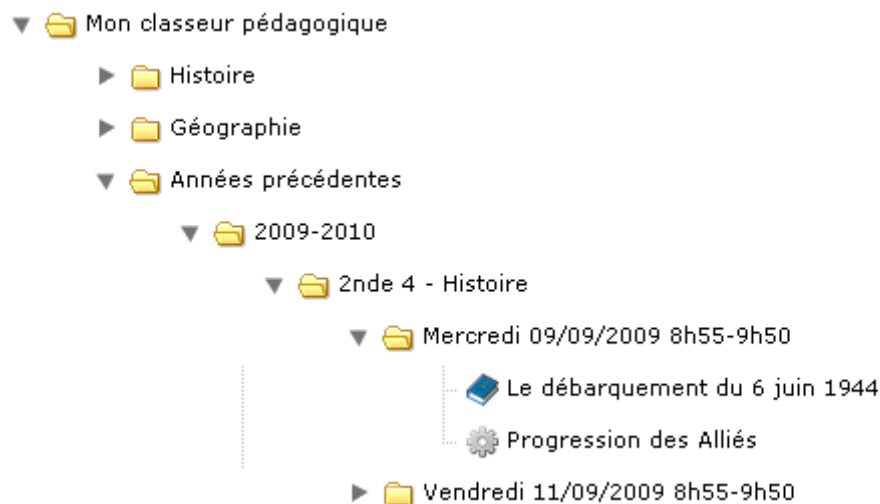 Mon classeur pédagogique
Histoire
Géographie
Années précédentes
2009-2010
2nde 4 - Histoire
Mercredi 09/09/2009 8h55-9h50
Le débarquement du 6 juin 1944
Progression des Alliés
Vendredi 11/09/2009 8h55-9h50